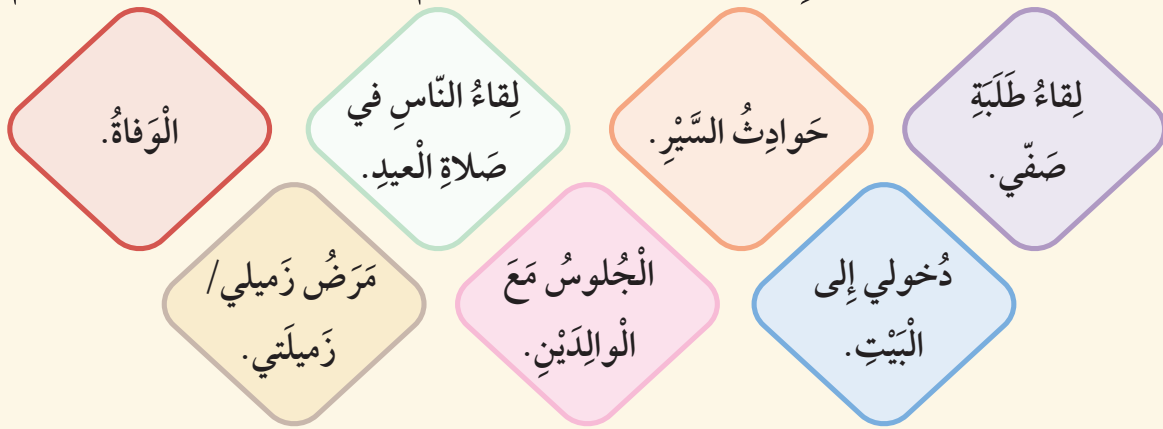 لِقاءُ طَلَبَةِ
صَفّي.
حَوادِثُ السَّيْرِ.
لِقاءُ النّاسِ في
صَلاةِ الْعيدِ.
الْوَفاةُ.
دُخولي إِلى
الْبَيْتِ.
الْجُلوسُ مَعَ
الْوالِدَيْنِ.
مَرَضُ زَميلي/
زَميلَتي.